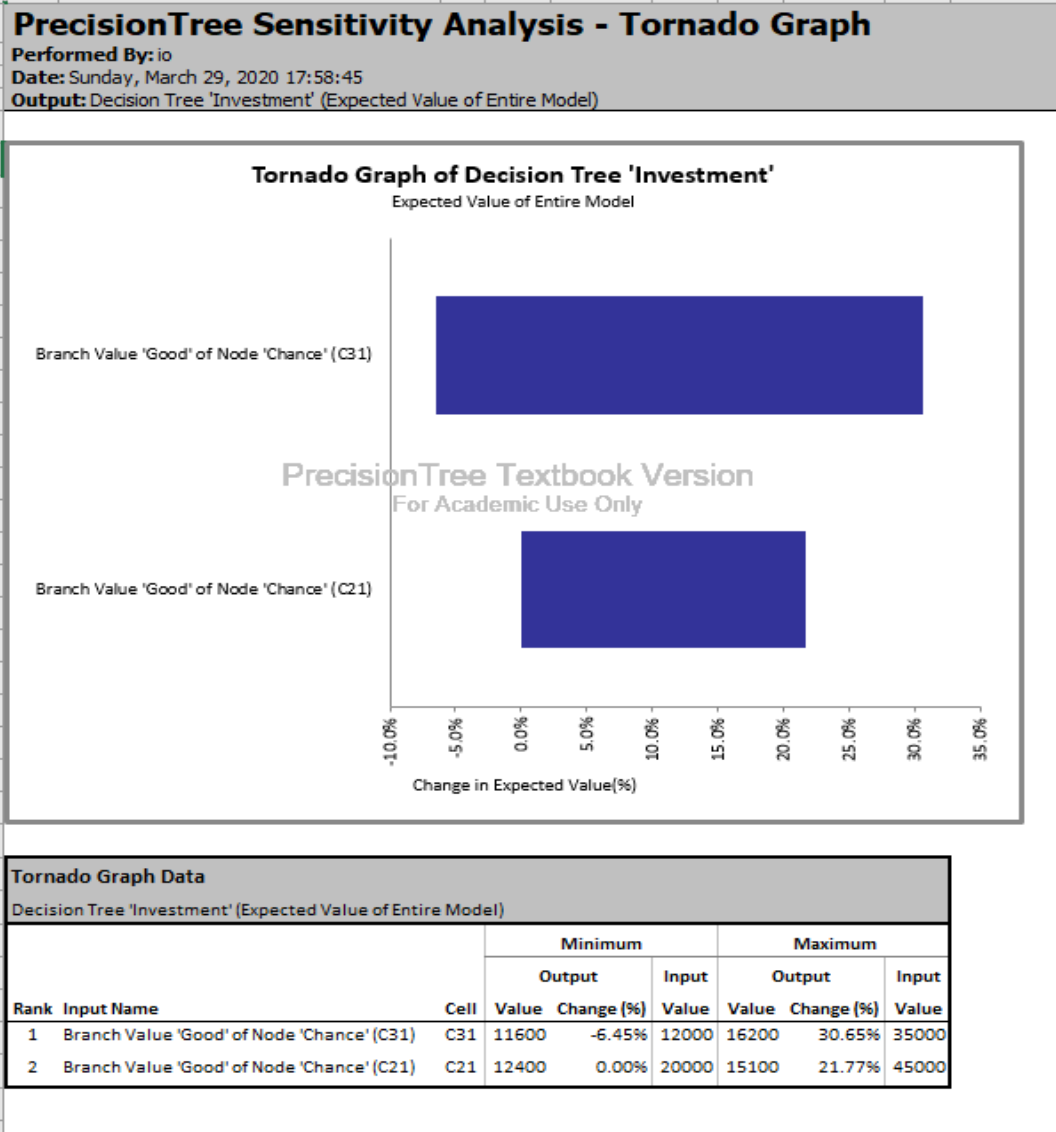 PrecisionTree Sensitivity Analysis - Tornado Graph
Performed By: io
Date: Sunday, March 29, 2020 17:58:45
Output: Decision Tree 'Investment' (Expected Value of Entire Model)
Tornado Graph of Decision Tree 'Investment'
Expected Value of Entire Model
Branch Value 'Good' of Node 'Chance' (C31)
PrecisionTree Textbook Version
For Academic Use Only
Branch Value 'Good' of Node 'Chance' (C21)
-10.0% -5.0% 0.0% 5.0% 10.0% 15.0% 20.0% 25.0% 30.0% 35.0%
Change in Expected Value(%)
Tornado Graph Data
Decision Tree 'Investment' (Expected Value of Entire Model)
Minimum Maximum
Output Input Output Input
Rank Input Name Cell Value Change (%) Value Value Change (%) Value
1 Branch Value 'Good' of Node 'Chance' (C31) C31 11600 -6.45% 12000 16200 30.65% 35000
2 Branch Value 'Good' of Node 'Chance' (C21) C21 12400 0.00% 20000 15100 21.77% 45000